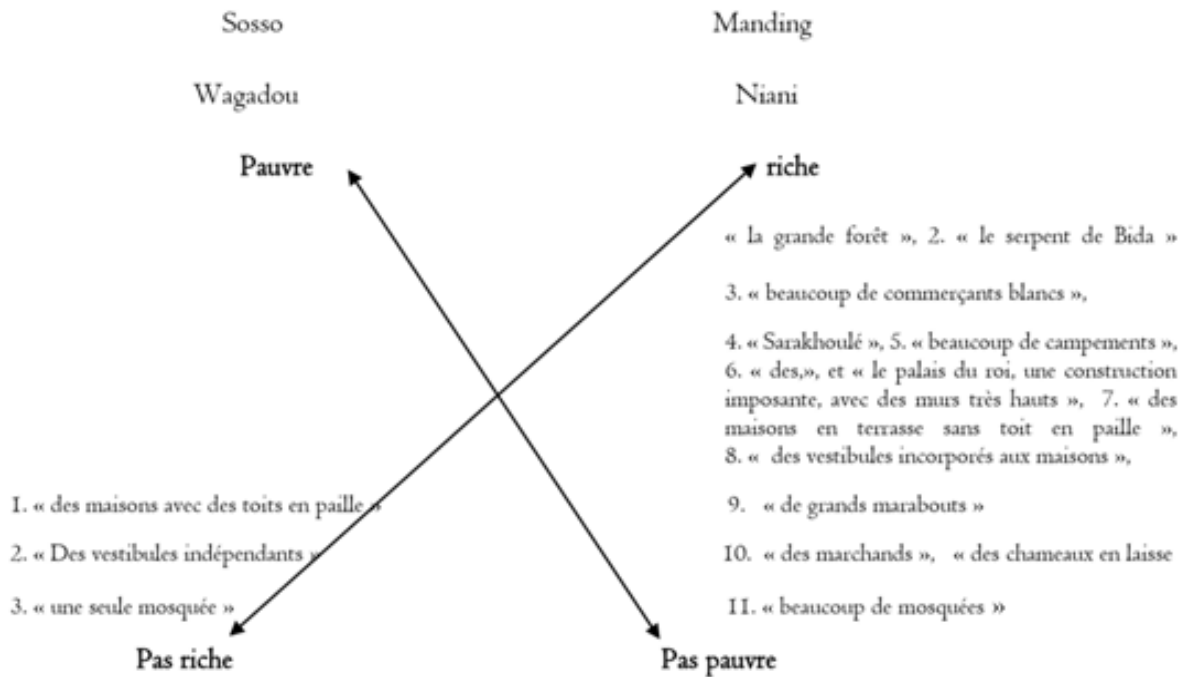 Sosso Manding
Wagadou Niani
Pauvre riche
« la grande forêt », 2. « le serpent de Bida »
3. « beaucoup de commerçants blancs »,
4. « Sarakhoulé », 5. « beaucoup de campements »,
6. « des,», et « le palais du roi, une construction
imposante, avec des murs très hauts », 7. « des
maisons en terrasse sans toit en paille »,
8. « des vestibules incorporés aux maisons »,
1. « des maisons avec des toits en paille »
9. « de grands marabouts »
2. « Des vestibules indépendants »
10. « des marchands », « des chameaux en laisse
3. « une seule mosquée »
11. « beaucoup de mosquées »
Pas riche Pas pauvre